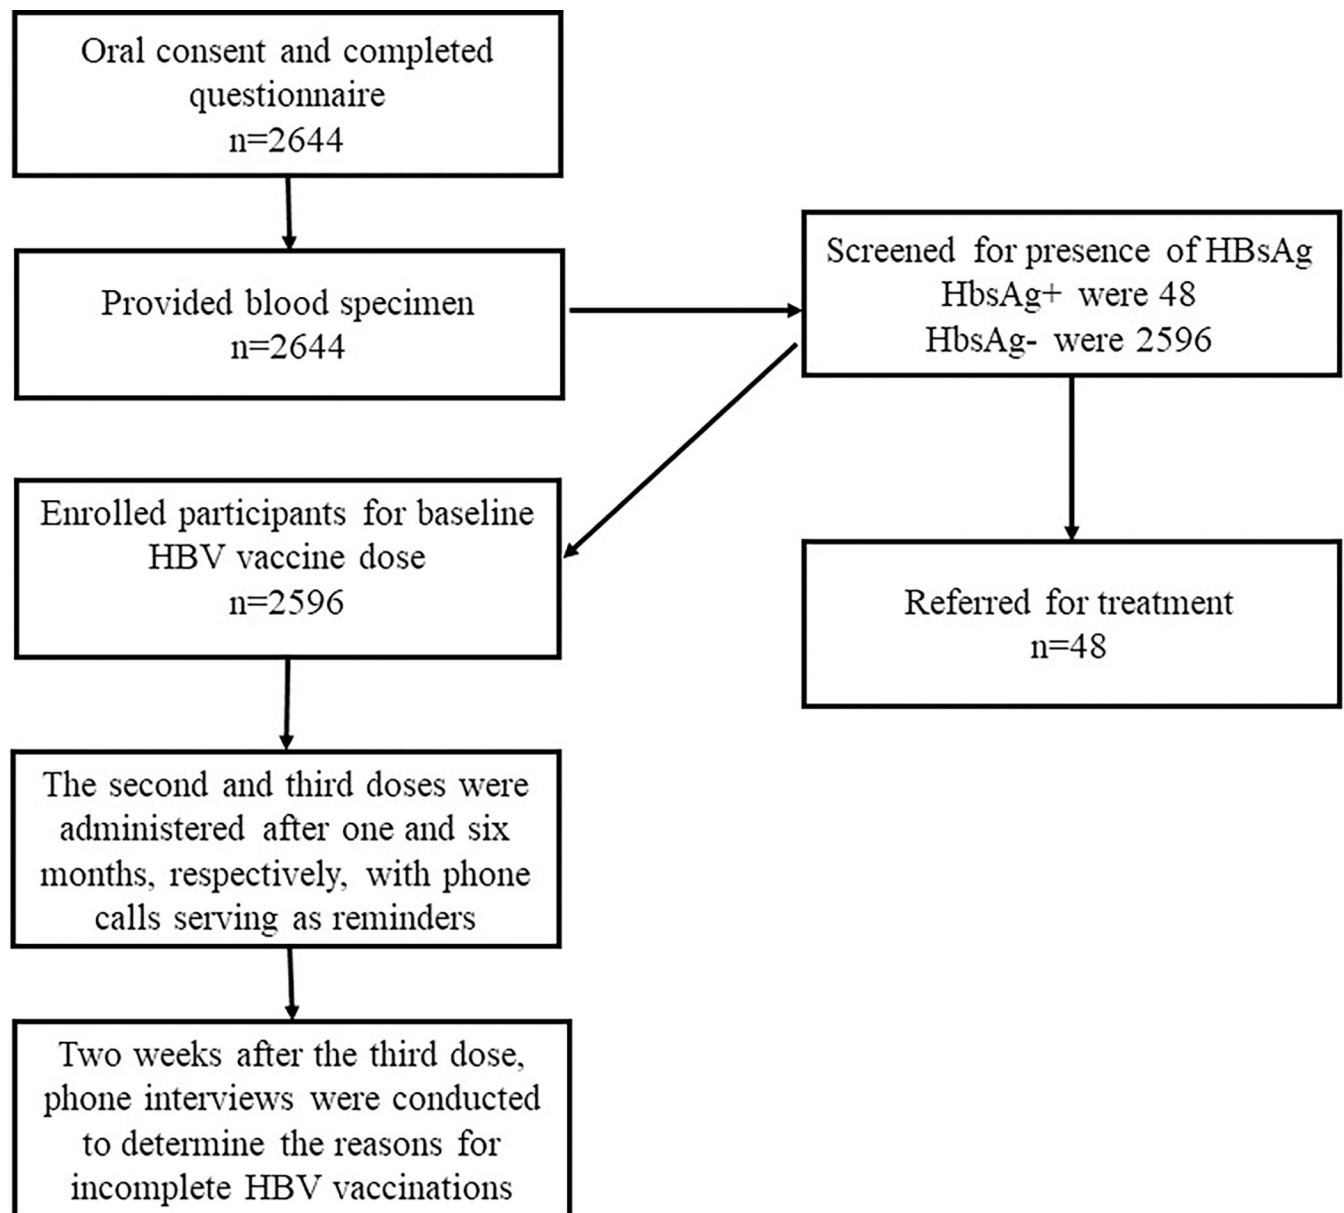 Oral consent and completed
questionnaire
n=2644
Provided blood specimen
n=2644
Screened for presence of HBsAg
HbsAg+ were 48
HbsAg- were 2596
Enrolled participants for baseline
HBV vaccine dose
n=2596
Referred for treatment
n=48
The second and third doses were
administered after one and six
months, respectively, with phone
calls serving as reminders
Two weeks after the third dose,
phone interviews were conducted
to determine the reasons for
incomplete HBV vaccinations